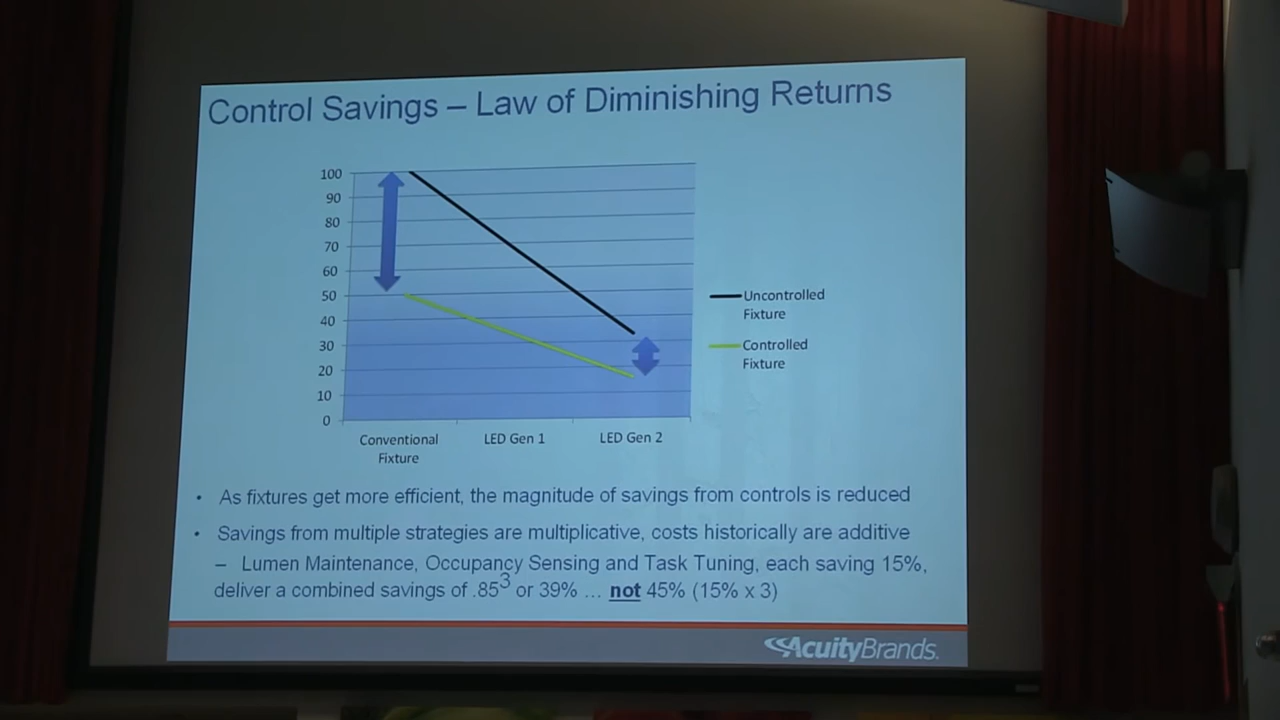 Control Savings – Law of Diminishing Returns
100
90
80
70
60
50
40
30
20
10
0
Conventional
Fixture
LED Gen 1
LED Gen 2
Uncontrolled
Fixture
Controlled
Fixture
• As fixtures get more efficient, the magnitude of savings from controls is reduced
• Savings from multiple strategies are multiplicative, costs historically are additive
– Lumen Maintenance, Occupancy Sensing and Task Tuning, each saving 15%,
deliver a combined savings of .85³ or 39% ... not 45% (15% x 3)
AcuityBrands.